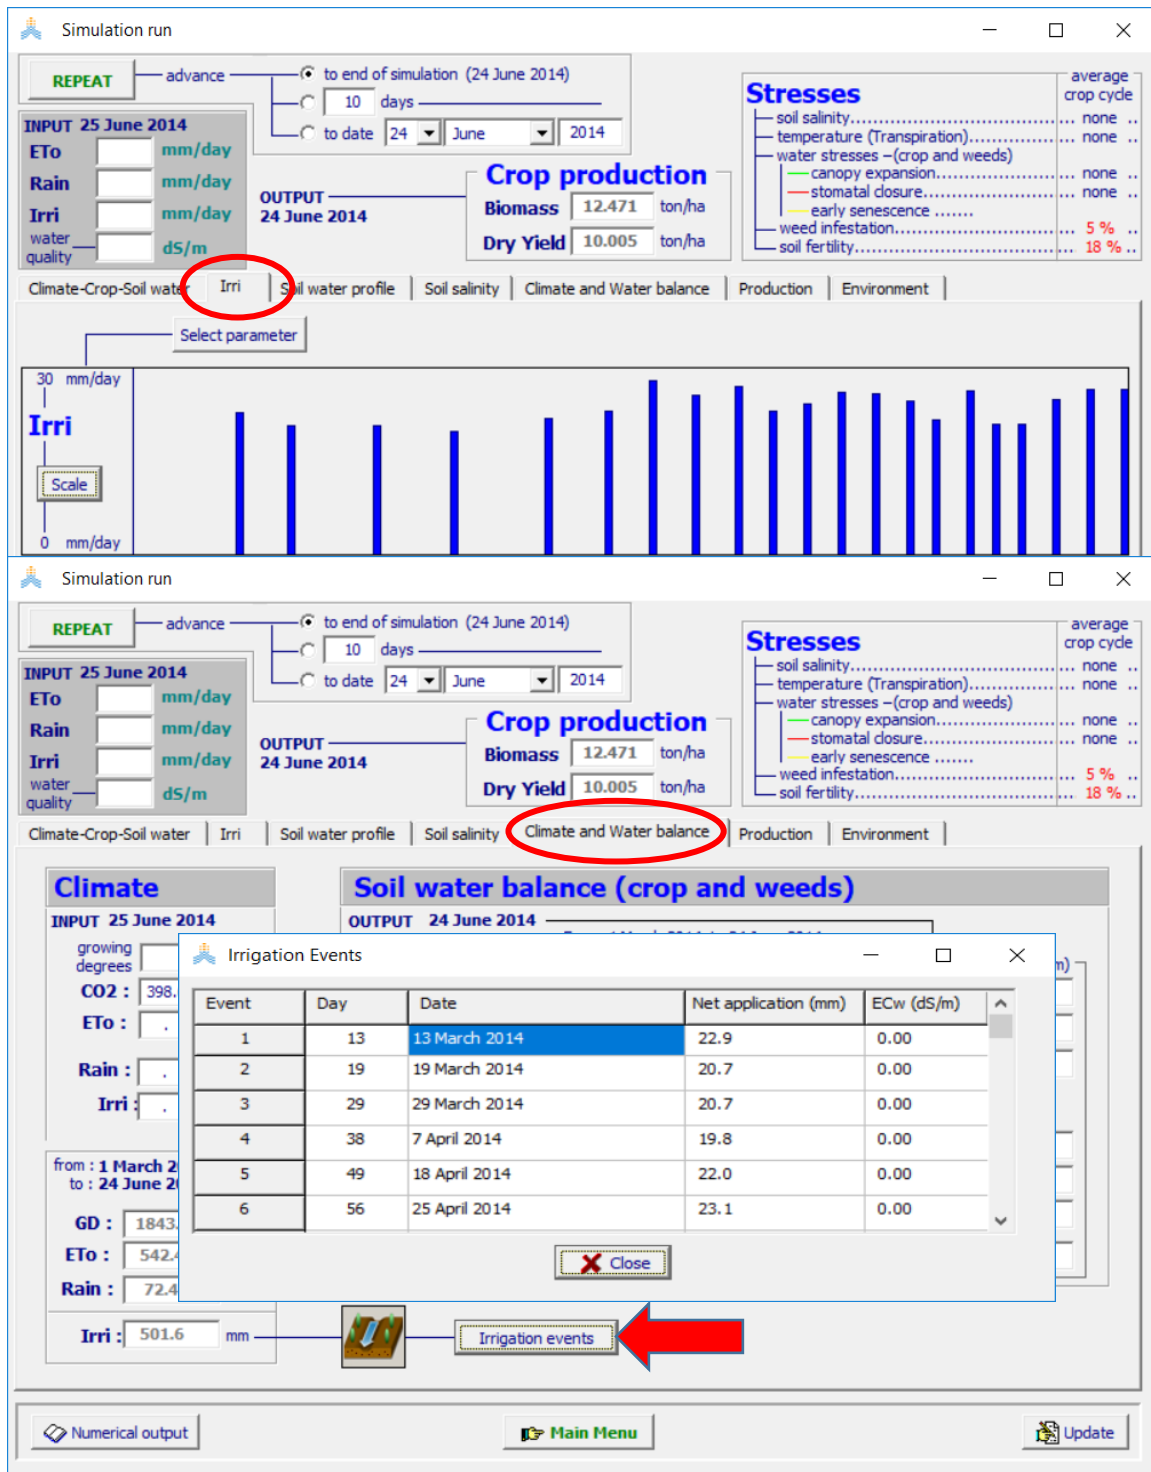 Simulation run
REPEAT
advance
to end of simulation (24 June 2014)
10 days
to date 24 June 2014
INPUT 25 June 2014
ETo mm/day
Rain mm/day
Irri mm/day
water quality dS/m
OUTPUT
24 June 2014
Crop production
Biomass 12.471 ton/ha
Dry Yield 10.005 ton/ha
Stresses
average crop cycle
soil salinity none
temperature (Transpiration) none
water stresses –(crop and weeds)
canopy expansion none
stomatal closure none
early senescence
weed infestation 5 %
soil fertility 18 %
Climate-Crop-Soil water Irri Soil water profile Soil salinity Climate and Water balance Production Environment
Select parameter
30 mm/day
Irri
Scale
0 mm/day
Simulation run
REPEAT
advance
to end of simulation (24 June 2014)
10 days
to date 24 June 2014
INPUT 25 June 2014
ETo mm/day
Rain mm/day
Irri mm/day
water quality dS/m
OUTPUT
24 June 2014
Crop production
Biomass 12.471 ton/ha
Dry Yield 10.005 ton/ha
Stresses
average crop cycle
soil salinity none
temperature (Transpiration) none
water stresses –(crop and weeds)
canopy expansion none
stomatal closure none
early senescence
weed infestation 5 %
soil fertility 18 %
Climate-Crop-Soil water Irri Soil water profile Soil salinity Climate and Water balance Production Environment
Climate
INPUT 25 June 2014
growing degrees
CO2 : 398.
ETo : .
Rain : .
Irri : .
from : 1 March 2
to : 24 June 2
GD : 1843.
ETo : 542.4
Rain : 72.4
Irri : 501.6 mm
Soil water balance (crop and weeds)
OUTPUT 24 June 2014
Irrigation Events
Event Day Date Net application (mm) ECw (dS/m)
1 13 13 March 2014 22.9 0.00
2 19 19 March 2014 20.7 0.00
3 29 29 March 2014 20.7 0.00
4 38 7 April 2014 19.8 0.00
5 49 18 April 2014 22.0 0.00
6 56 25 April 2014 23.1 0.00
Close
Irrigation events
Numerical output
Main Menu
Update